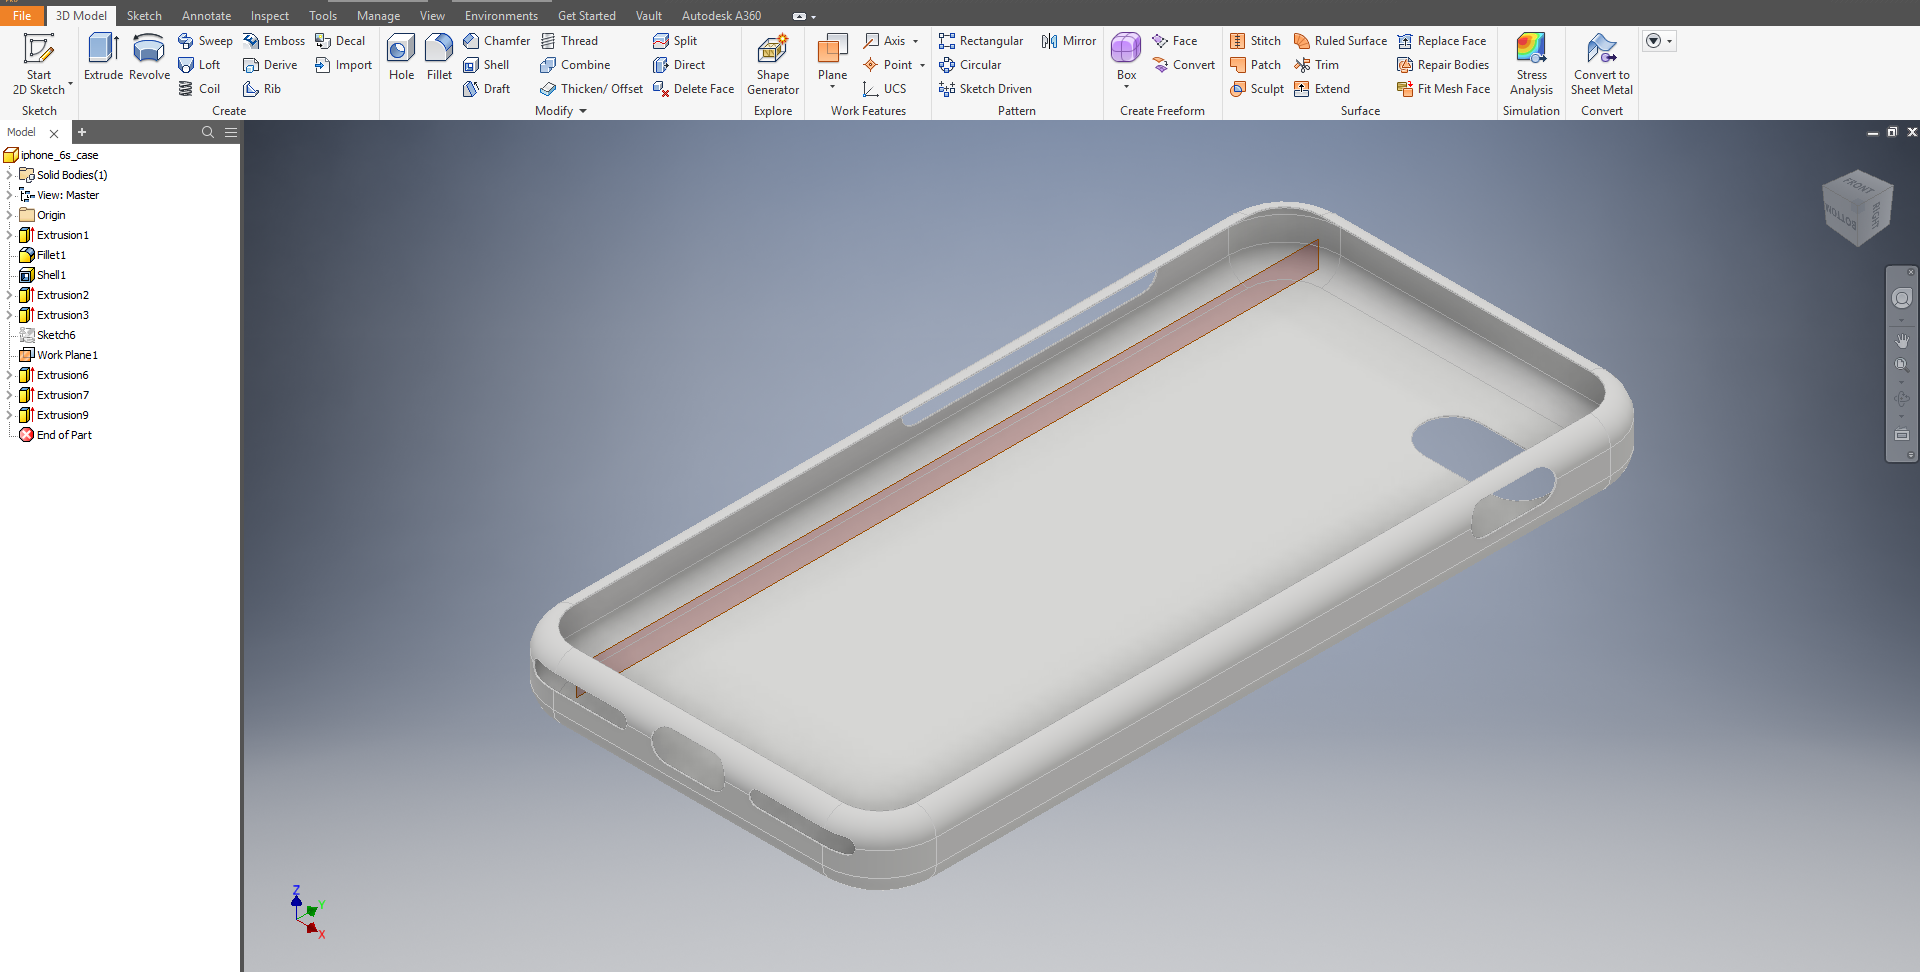 File 3D Model Sketch Annotate Inspect Tools Manage View Environments Get Started Vault Autodesk A360
Start 2D Sketch
Sketch
Extrude Revolve Sweep Loft Coil Emboss Derive Rib Decal Import
Create
Hole Fillet Chamfer Shell Draft Thread Combine Thicken/ Offset Split Direct Delete Face
Modify
Shape Generator
Explore
Plane Axis Point UCS
Work Features
Rectangular Circular Sketch Driven Mirror
Pattern
Box Face Convert
Create Freeform
Stitch Patch Sculpt Ruled Surface Trim Extend Replace Face Repair Bodies Fit Mesh Face
Surface
Stress Analysis
Simulation
Convert to Sheet Metal
Convert
Model
iphone_6s_case
Solid Bodies(1)
View: Master
Origin
Extrusion1
Fillet1
Shell1
Extrusion2
Extrusion3
Sketch6
Work Plane1
Extrusion6
Extrusion7
Extrusion9
End of Part
FRONT
BOTTOM
RIGHT
Z
Y
X